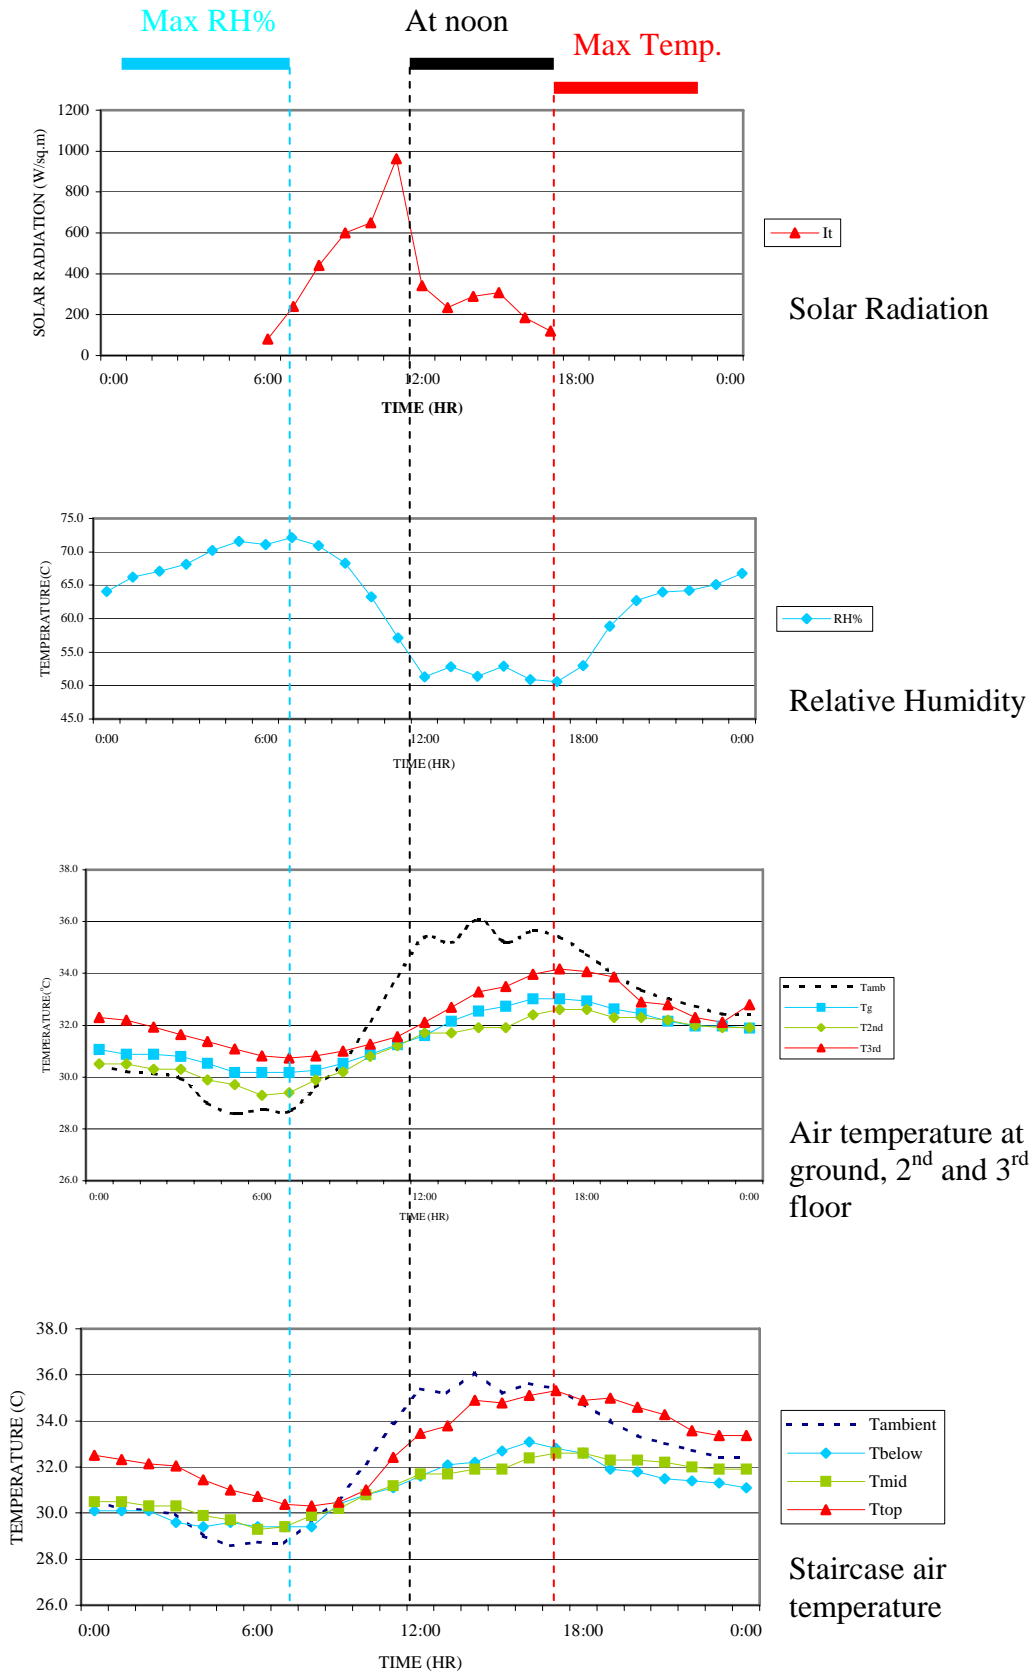 Max RH%
At noon
Max Temp.
1200
1000
800
600
400
200
0
SOLAR RADIATION (W/sq.m)
0:00 6:00 12:00 18:00 0:00
TIME (HR)
It
Solar Radiation
75.0
70.0
65.0
60.0
55.0
50.0
45.0
TEMPERATURE(C)
0:00 6:00 12:00 18:00 0:00
TIME (HR)
RH%
Relative Humidity
38.0
36.0
34.0
32.0
30.0
28.0
26.0
TEMPERATURE(°C)
0:00 6:00 12:00 18:00 0:00
TIME (HR)
Tamb
Tg
T2nd
T3rd
Air temperature at
ground, 2nd and 3rd
floor
38.0
36.0
34.0
32.0
30.0
28.0
26.0
TEMPERATURE (C)
0:00 6:00 12:00 18:00 0:00
TIME (HR)
Tambient
Tbelow
Tmid
Ttop
Staircase air
temperature